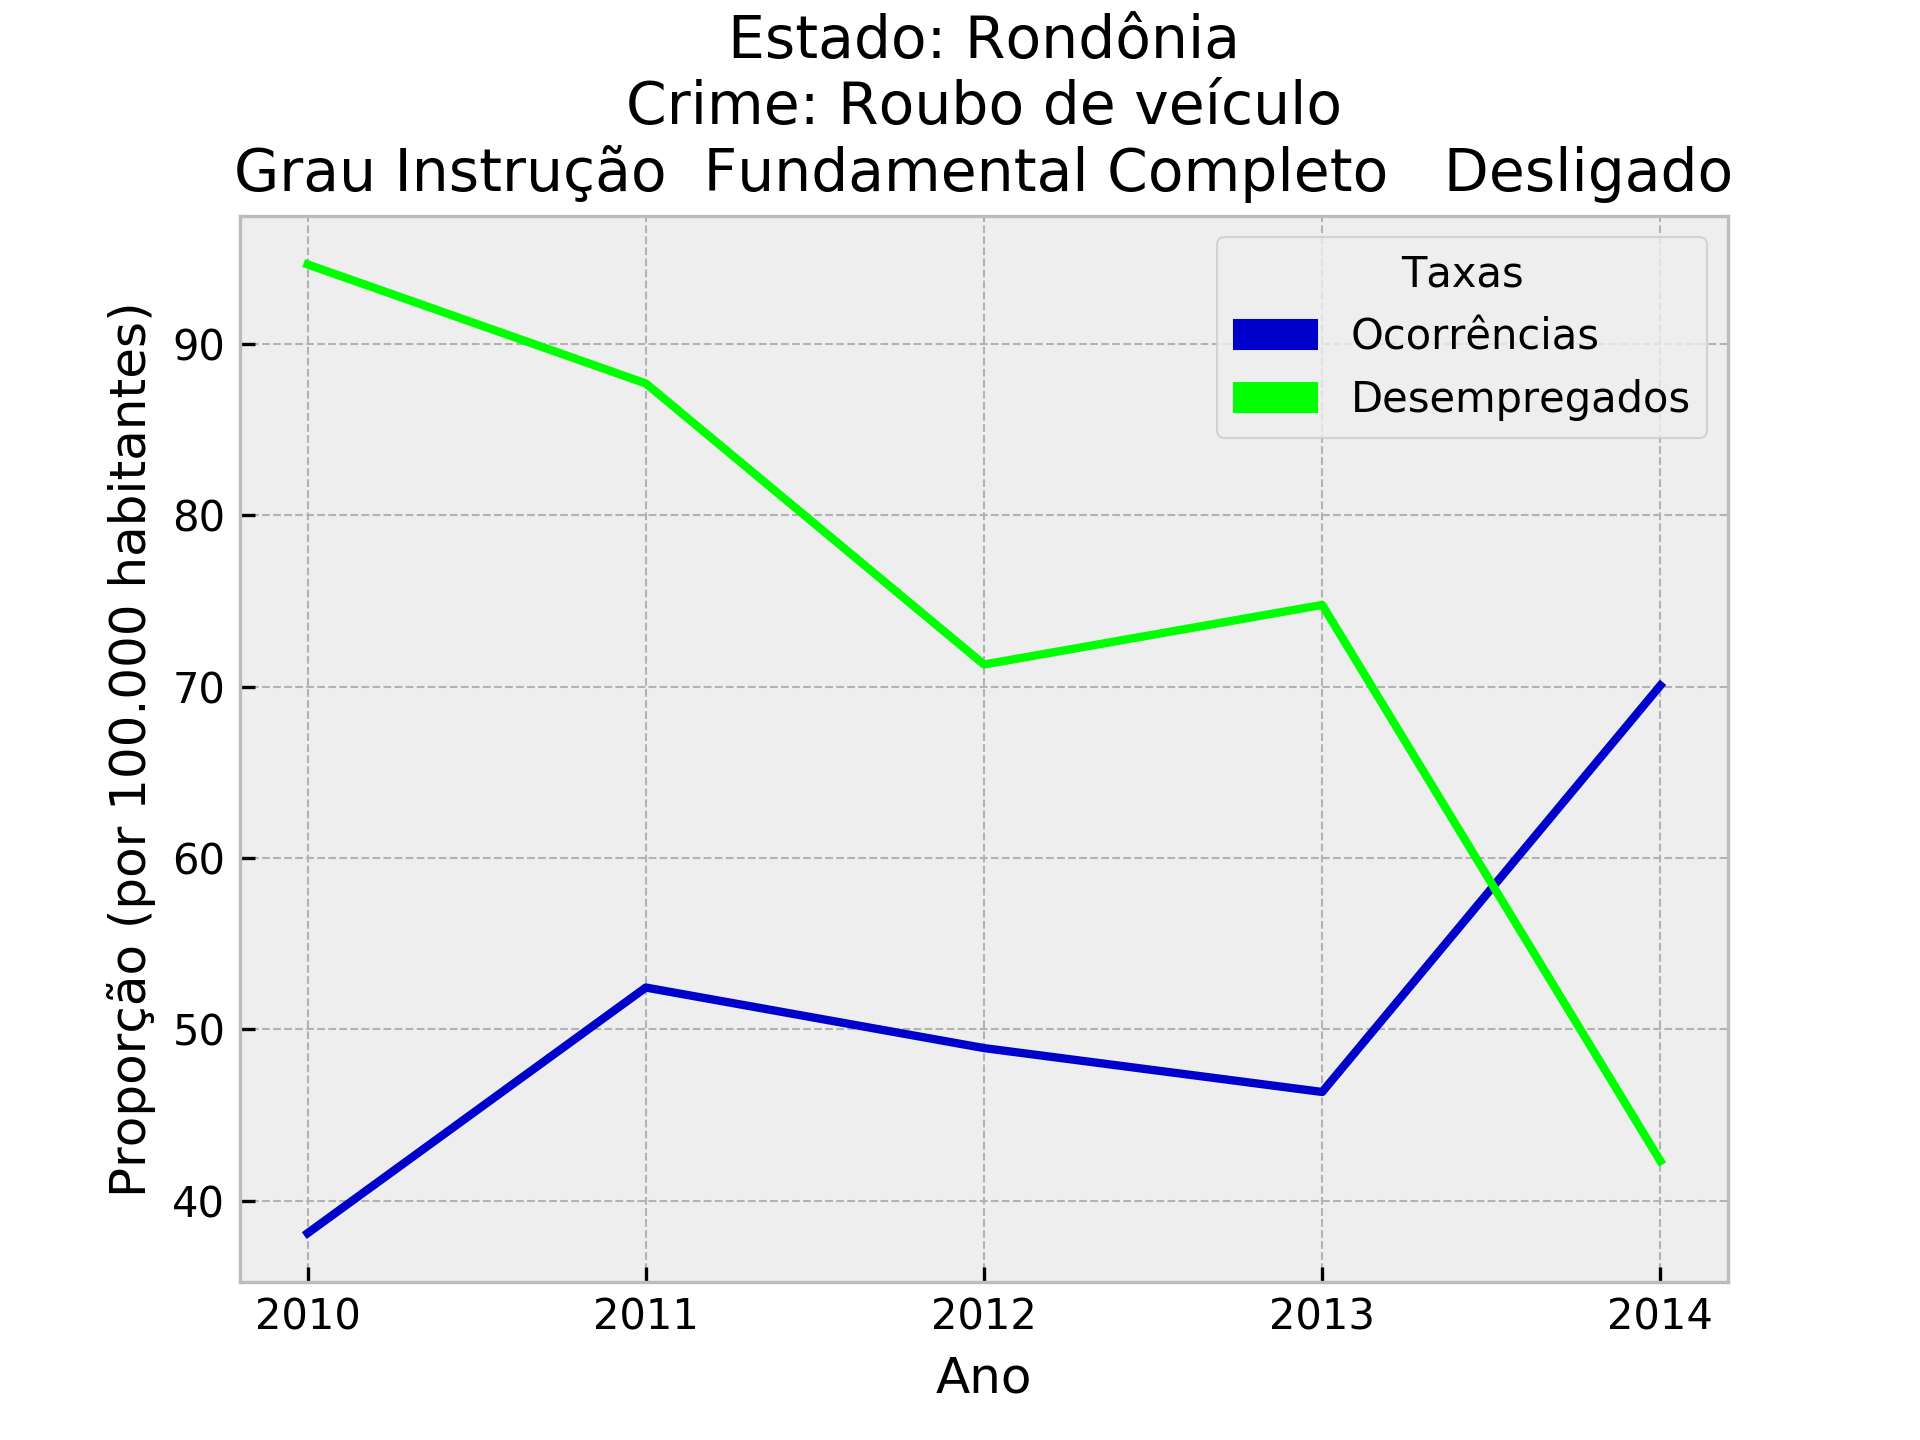 Estado: Rondônia
Crime: Roubo de veículo
Grau Instrução  Fundamental Completo   Desligado
Taxas
Ocorrências
Desempregados
Proporção (por 100.000 habitantes)
90
80
70
60
50
40
2010 2011 2012 2013 2014
Ano